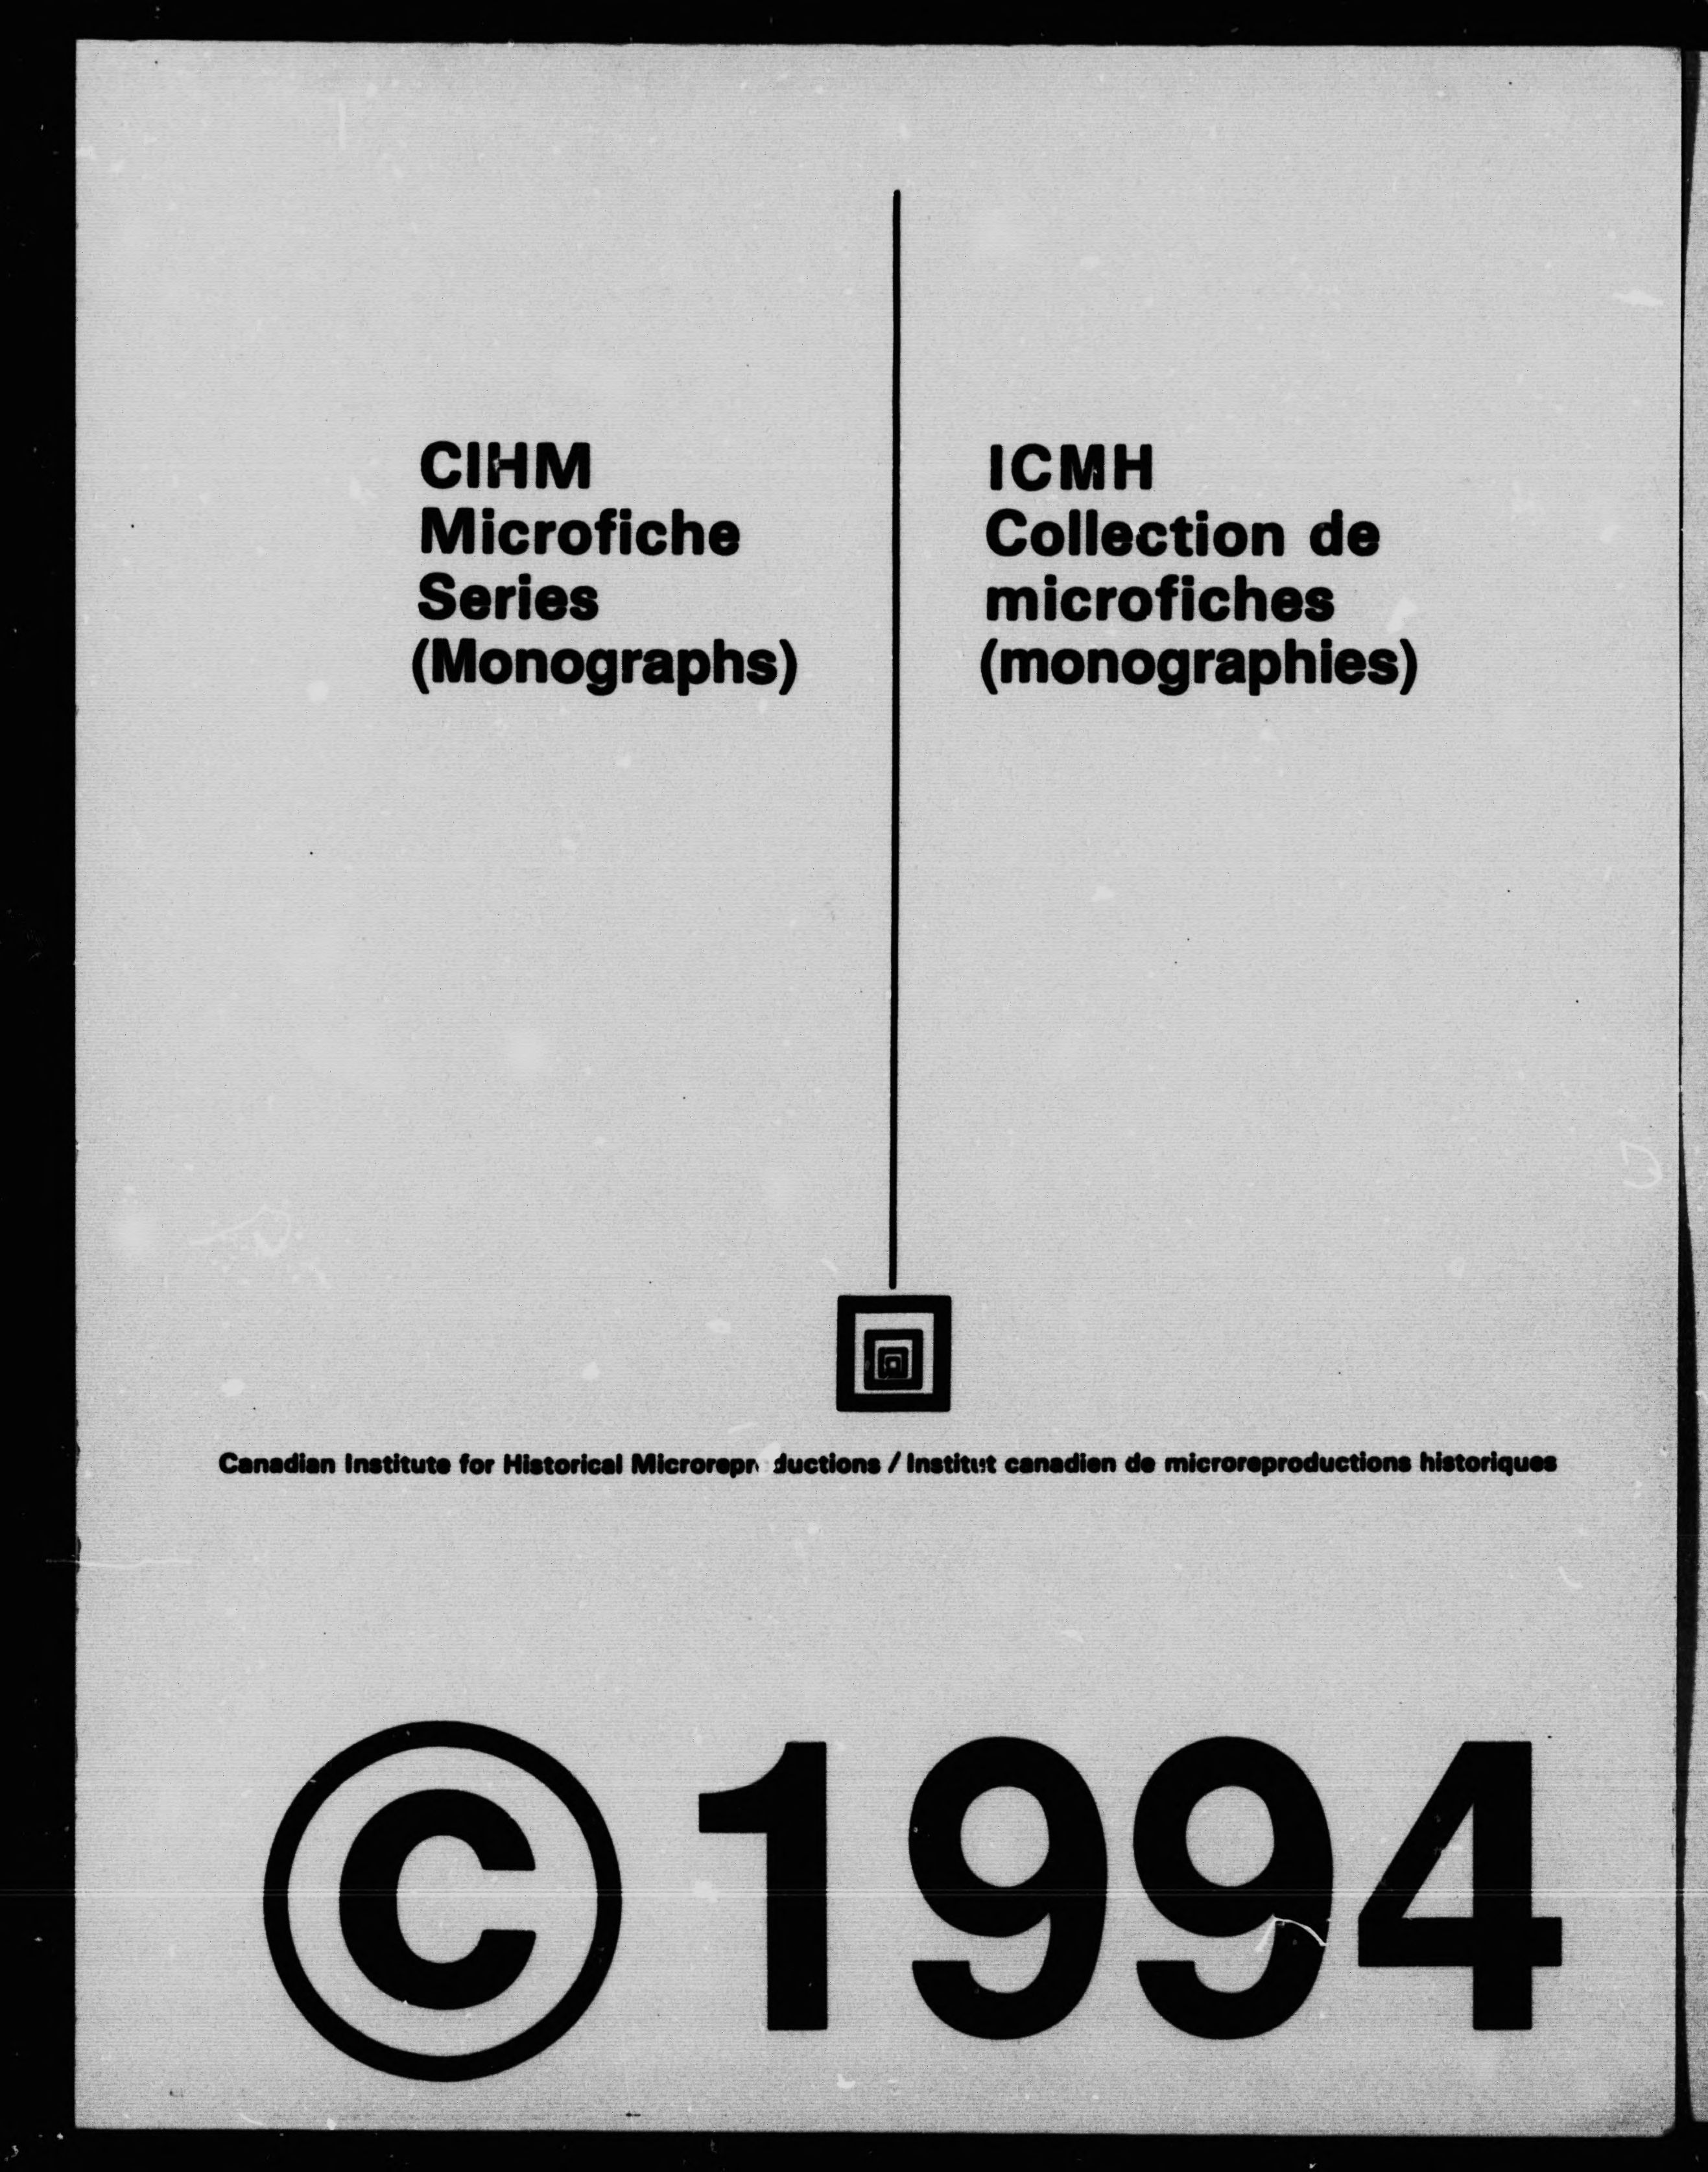 CIHM
Microfiche
Series
(Monographs)
ICMH
Collection de
microfiches
(monographies)
Canadian Institute for Historical Microreproductions / Institut canadien de microreproductions historiques
© 1994